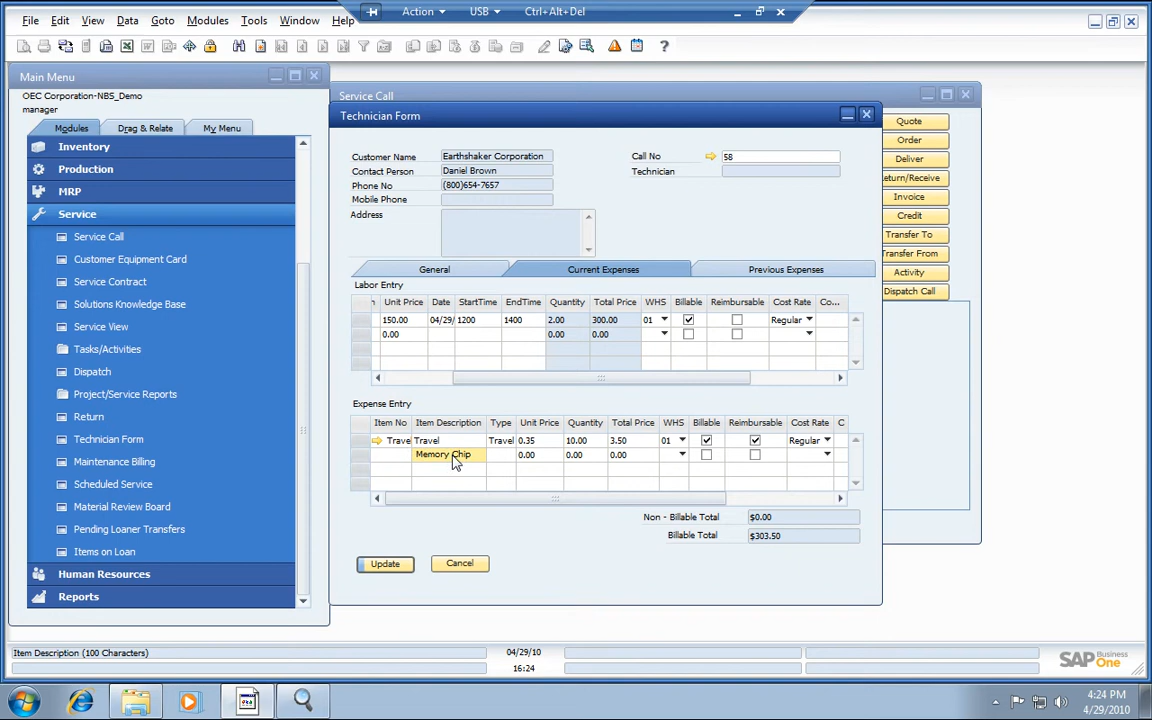 Action USB Ctrl+Alt+Del
File Edit View Data Goto Modules Tools Window Help
Main Menu
OEC Corporation-NBS_Demo
manager
Modules Drag & Relate My Menu
Inventory
Production
MRP
Service
Service Call
Customer Equipment Card
Service Contract
Solutions Knowledge Base
Service View
Tasks/Activities
Dispatch
Project/Service Reports
Return
Technician Form
Maintenance Billing
Scheduled Service
Material Review Board
Pending Loaner Transfers
Items on Loan
Human Resources
Reports
Service Call
Technician Form
Customer Name Earthshaker Corporation Call No 58
Contact Person Daniel Brown Technician
Phone No (800)654-7657
Mobile Phone
Address
General Current Expenses Previous Expenses
Labor Entry
Unit Price Date StartTime EndTime Quantity Total Price WHS Billable Reimbursable Cost Rate Co...
150.00 04/29/ 1200 1400 2.00 300.00 01 Regular
0.00 0.00 0.00
Expense Entry
Item No Item Description Type Unit Price Quantity Total Price WHS Billable Reimbursable Cost Rate C
Trave Travel Travel 0.35 10.00 3.50 01 Regular
Memory Chip 0.00 0.00 0.00
Non - Billable Total $0.00
Billable Total $303.50
Update Cancel
Quote
Order
Deliver
Return/Receive
Invoice
Credit
Transfer To
Transfer From
Activity
Dispatch Call
Item Description (100 Characters) 04/29/10
16:24
SAP Business One
4:24 PM
4/29/2010